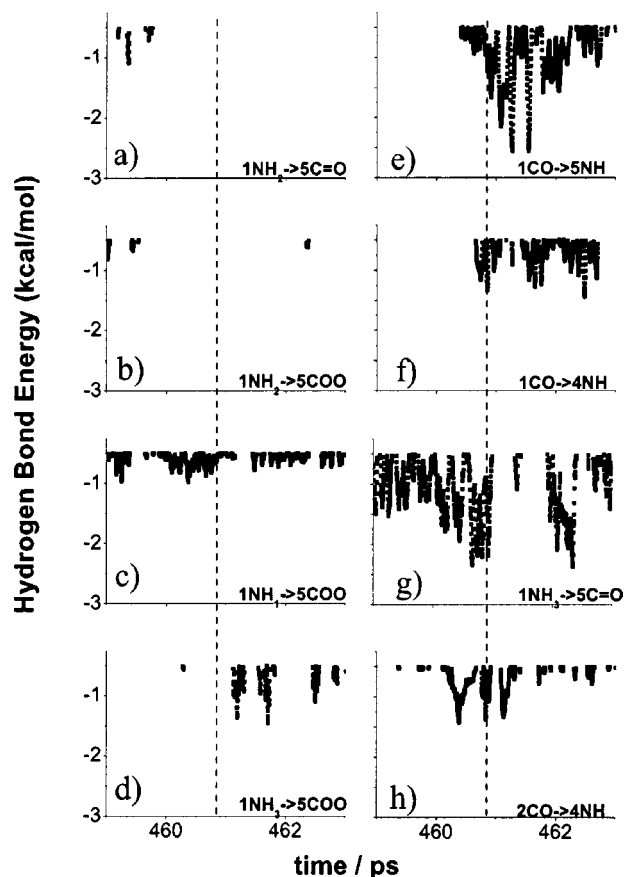 Hydrogen Bond Energy (kcal/mol)
-1
-2
-3
a)
1NH₂->5C=O
e)
1CO->5NH
-1
-2
-3
b)
1NH₂->5COO
f)
1CO->4NH
-1
-2
-3
c)
1NH₁->5COO
g)
1NH₃->5C=O
-1
-2
-3
d)
1NH₃->5COO
h)
2CO->4NH
460
462
460
462
time / ps